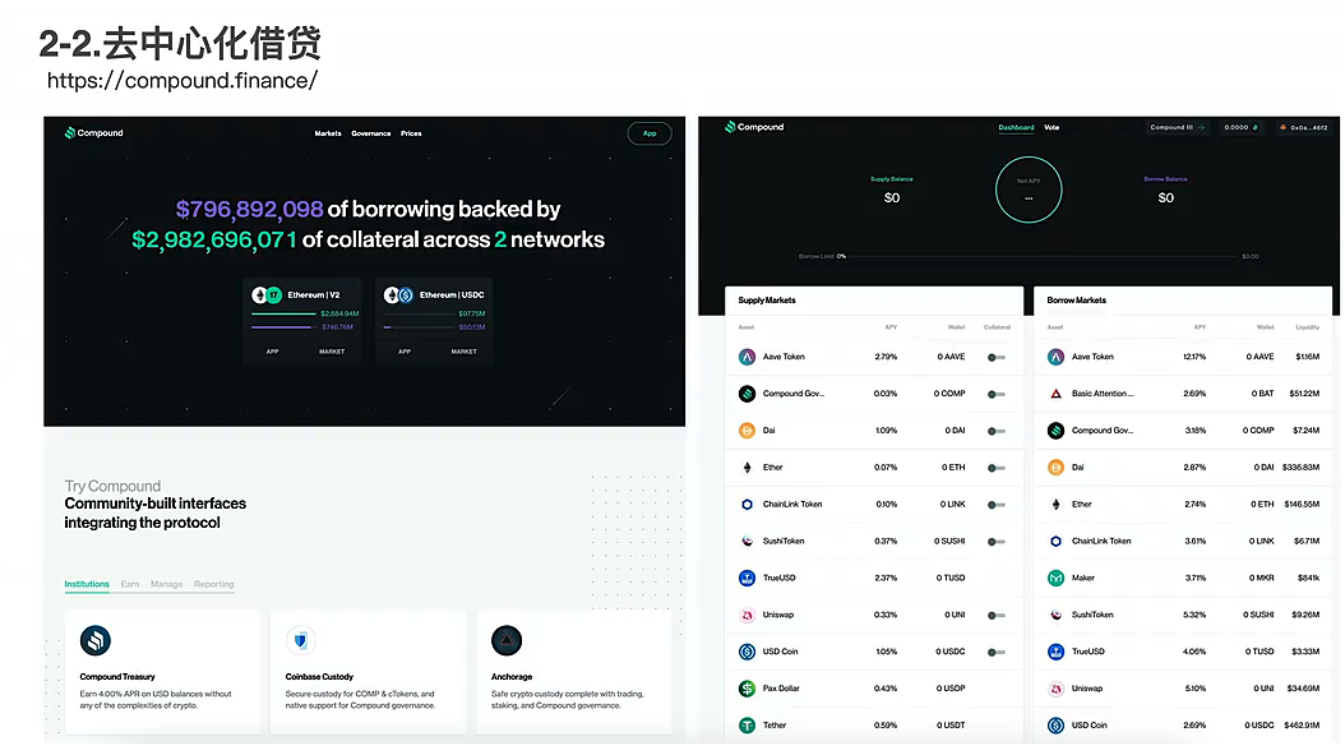 2-2.去中心化借贷
https://compound.finance/
Compound
Markets Governance Prices
App
$796,892,098 of borrowing backed by
$2,982,696,071 of collateral across 2 networks
Ethereum | V2
$2,884.94M
$746.76M
APP MARKET
Ethereum | USDC
$97.75M
$50.13M
APP MARKET
Try Compound
Community-built interfaces
integrating the protocol
Institutions Earn Manage Reporting
Compound Treasury
Earn 4.00% APR on USD balances without
any of the complexities of crypto.
Coinbase Custody
Secure custody for COMP & cTokens, and
native support for Compound governance.
Anchorage
Safe crypto custody complete with trading,
staking, and Compound governance.
Compound
Dashboard Vote
Compound III → 0.0000 0x0a...46f2
Supply Balance
$0
Net APY
...
Borrow Balance
$0
Borrow Limit 0% $0.00
Supply Markets
Asset APY Wallet Collateral
Aave Token 2.79% 0 AAVE
Compound Gov... 0.03% 0 COMP
Dai 1.09% 0 DAI
Ether 0.07% 0 ETH
ChainLink Token 0.10% 0 LINK
SushiToken 0.37% 0 SUSHI
TrueUSD 2.37% 0 TUSD
Uniswap 0.33% 0 UNI
USD Coin 1.05% 0 USDC
Pax Dollar 0.43% 0 USDP
Tether 0.59% 0 USDT
Borrow Markets
Asset APY Wallet Liquidity
Aave Token 12.17% 0 AAVE $1.16M
Basic Attention ... 2.69% 0 BAT $51.22M
Compound Gov... 3.18% 0 COMP $7.24M
Dai 2.87% 0 DAI $336.83M
Ether 2.74% 0 ETH $146.55M
ChainLink Token 3.61% 0 LINK $6.71M
Maker 3.71% 0 MKR $841k
SushiToken 5.32% 0 SUSHI $9.26M
TrueUSD 4.06% 0 TUSD $3.33M
Uniswap 5.10% 0 UNI $34.69M
USD Coin 2.69% 0 USDC $462.91M